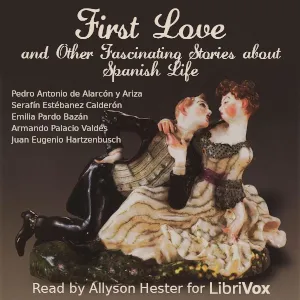 First Love
and Other Fascinating Stories about
Spanish Life
Pedro Antonio de Alarcón y Ariza
Serafín Estébanez Calderón
Emilia Pardo Bazán
Armando Palacio Valdés
Juan Eugenio Hartzenbusch
Read by Allyson Hester for LibriVox